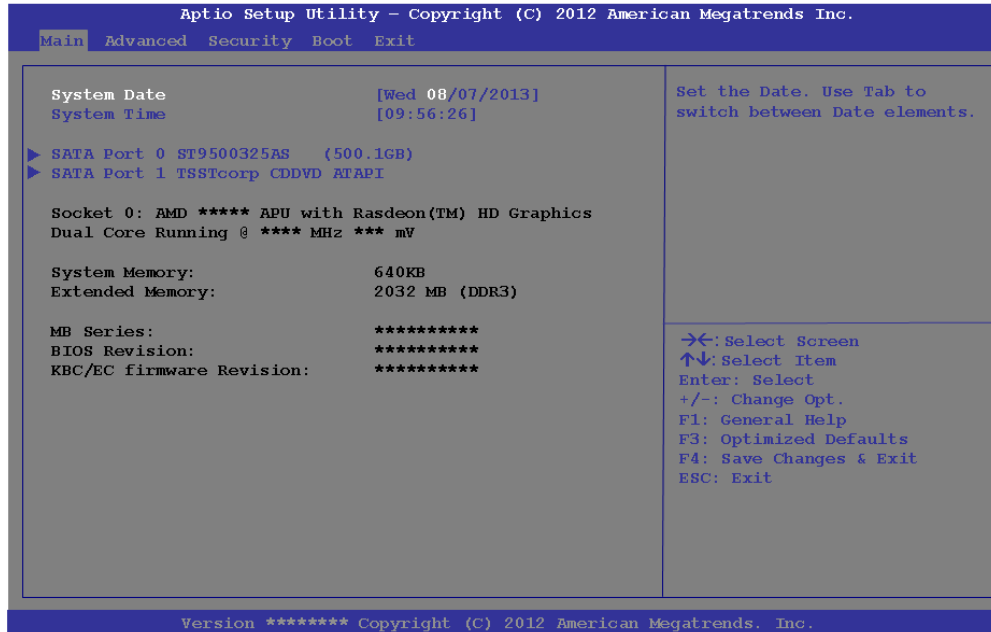 Aptio Setup Utility – Copyright (C) 2012 American Megatrends Inc.
Main Advanced Security Boot Exit
System Date [Wed 08/07/2013]
System Time [09:56:26]
SATA Port 0 ST9500325AS (500.1GB)
SATA Port 1 TSSTcorp CDDVD ATAPI
Socket 0: AMD ***** APU with Rasdeon(TM) HD Graphics
Dual Core Running @ **** MHz *** mV
System Memory: 640KB
Extended Memory: 2032 MB (DDR3)
MB Series: **********
BIOS Revision: **********
KBC/EC firmware Revision: **********
Set the Date. Use Tab to
switch between Date elements.
→←: Select Screen
↑↓: Select Item
Enter: Select
+/-: Change Opt.
F1: General Help
F3: Optimized Defaults
F4: Save Changes & Exit
ESC: Exit
Version ******** Copyright (C) 2012 American Megatrends. Inc.